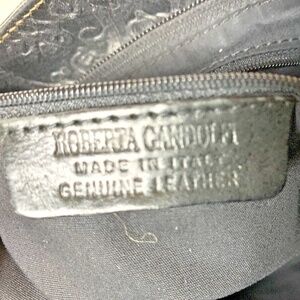 ROBERTA GANDOLFI
MADE IN ITALY
GENUINE LEATHER